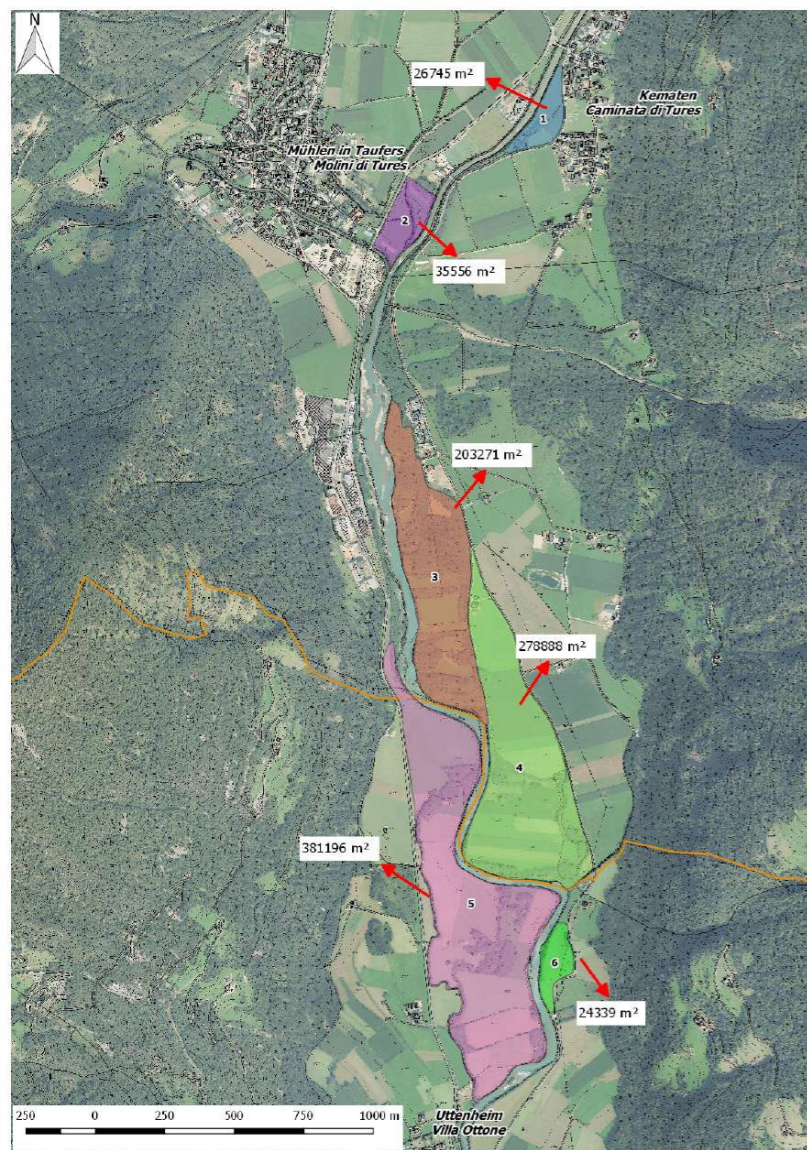 N
26745 m²
Kematen
Caminata di Tures
1
Mühlen in Taufers
Molini di Tures
2
35556 m²
203271 m²
3
278888 m²
4
381196 m²
5
6
24339 m²
Uttenheim
Villa Ottone
250 0 250 500 750 1000 m